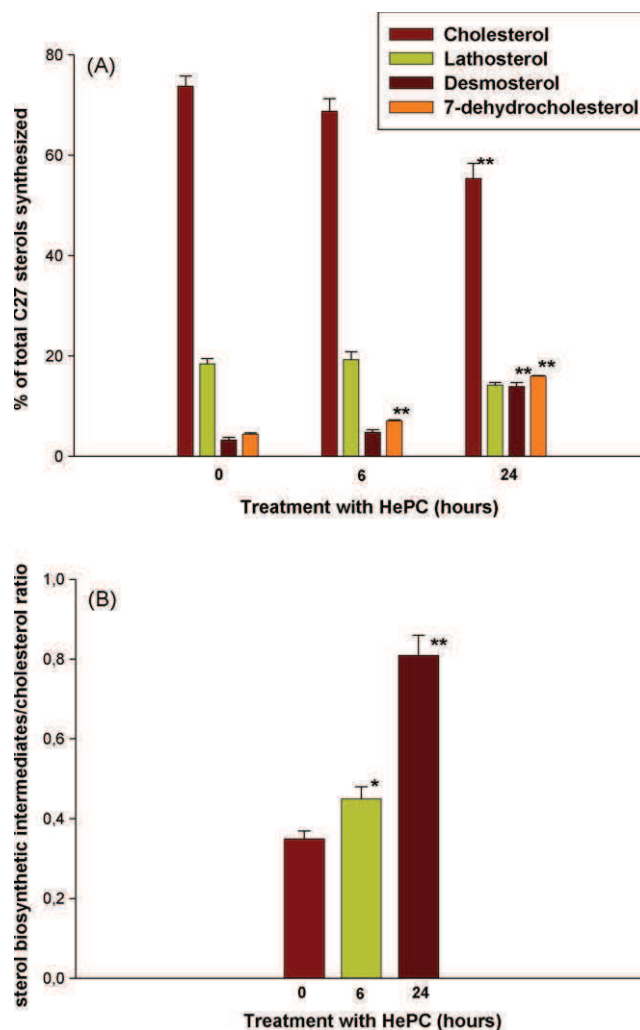 Cholesterol
Lathosterol
Desmosterol
7-dehydrocholesterol
(A)
80
60
40
20
0
% of total C27 sterols synthesized
**
**
**
**
0 6 24
Treatment with HePC (hours)
(B)
1,0
0,8
0,6
0,4
0,2
0,0
sterol biosynthetic intermediates/cholesterol ratio
**
*
0 6 24
Treatment with HePC (hours)